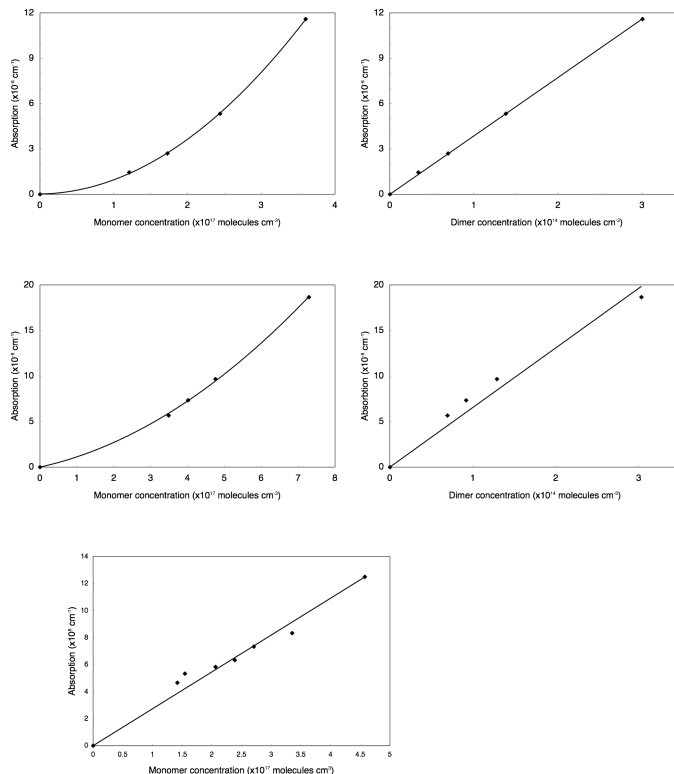 Absorption (x10⁻⁸ cm⁻¹)
12
9
6
3
0
0 1 2 3 4
Monomer concentration (x10¹⁷ molecules cm⁻³)
Absorption (x10⁻⁸ cm⁻¹)
12
9
6
3
0
0 1 2 3
Dimer concentration (x10¹⁴ molecules cm⁻³)
Absorption (x10⁻⁸ cm⁻¹)
20
15
10
5
0
0 1 2 3 4 5 6 7 8
Monomer concentration (x10¹⁷ molecules cm⁻³)
Absorbtion (x10⁻⁸ cm⁻¹)
20
15
10
5
0
0 1 2 3
Dimer concentration (x10¹⁴ molecules cm⁻³)
Absorption (x10⁸ cm⁻¹)
14
12
10
8
6
4
2
0
0 0.5 1 1.5 2 2.5 3 3.5 4 4.5 5
Monomer concentration (x10¹⁷ molecules cm⁻³)